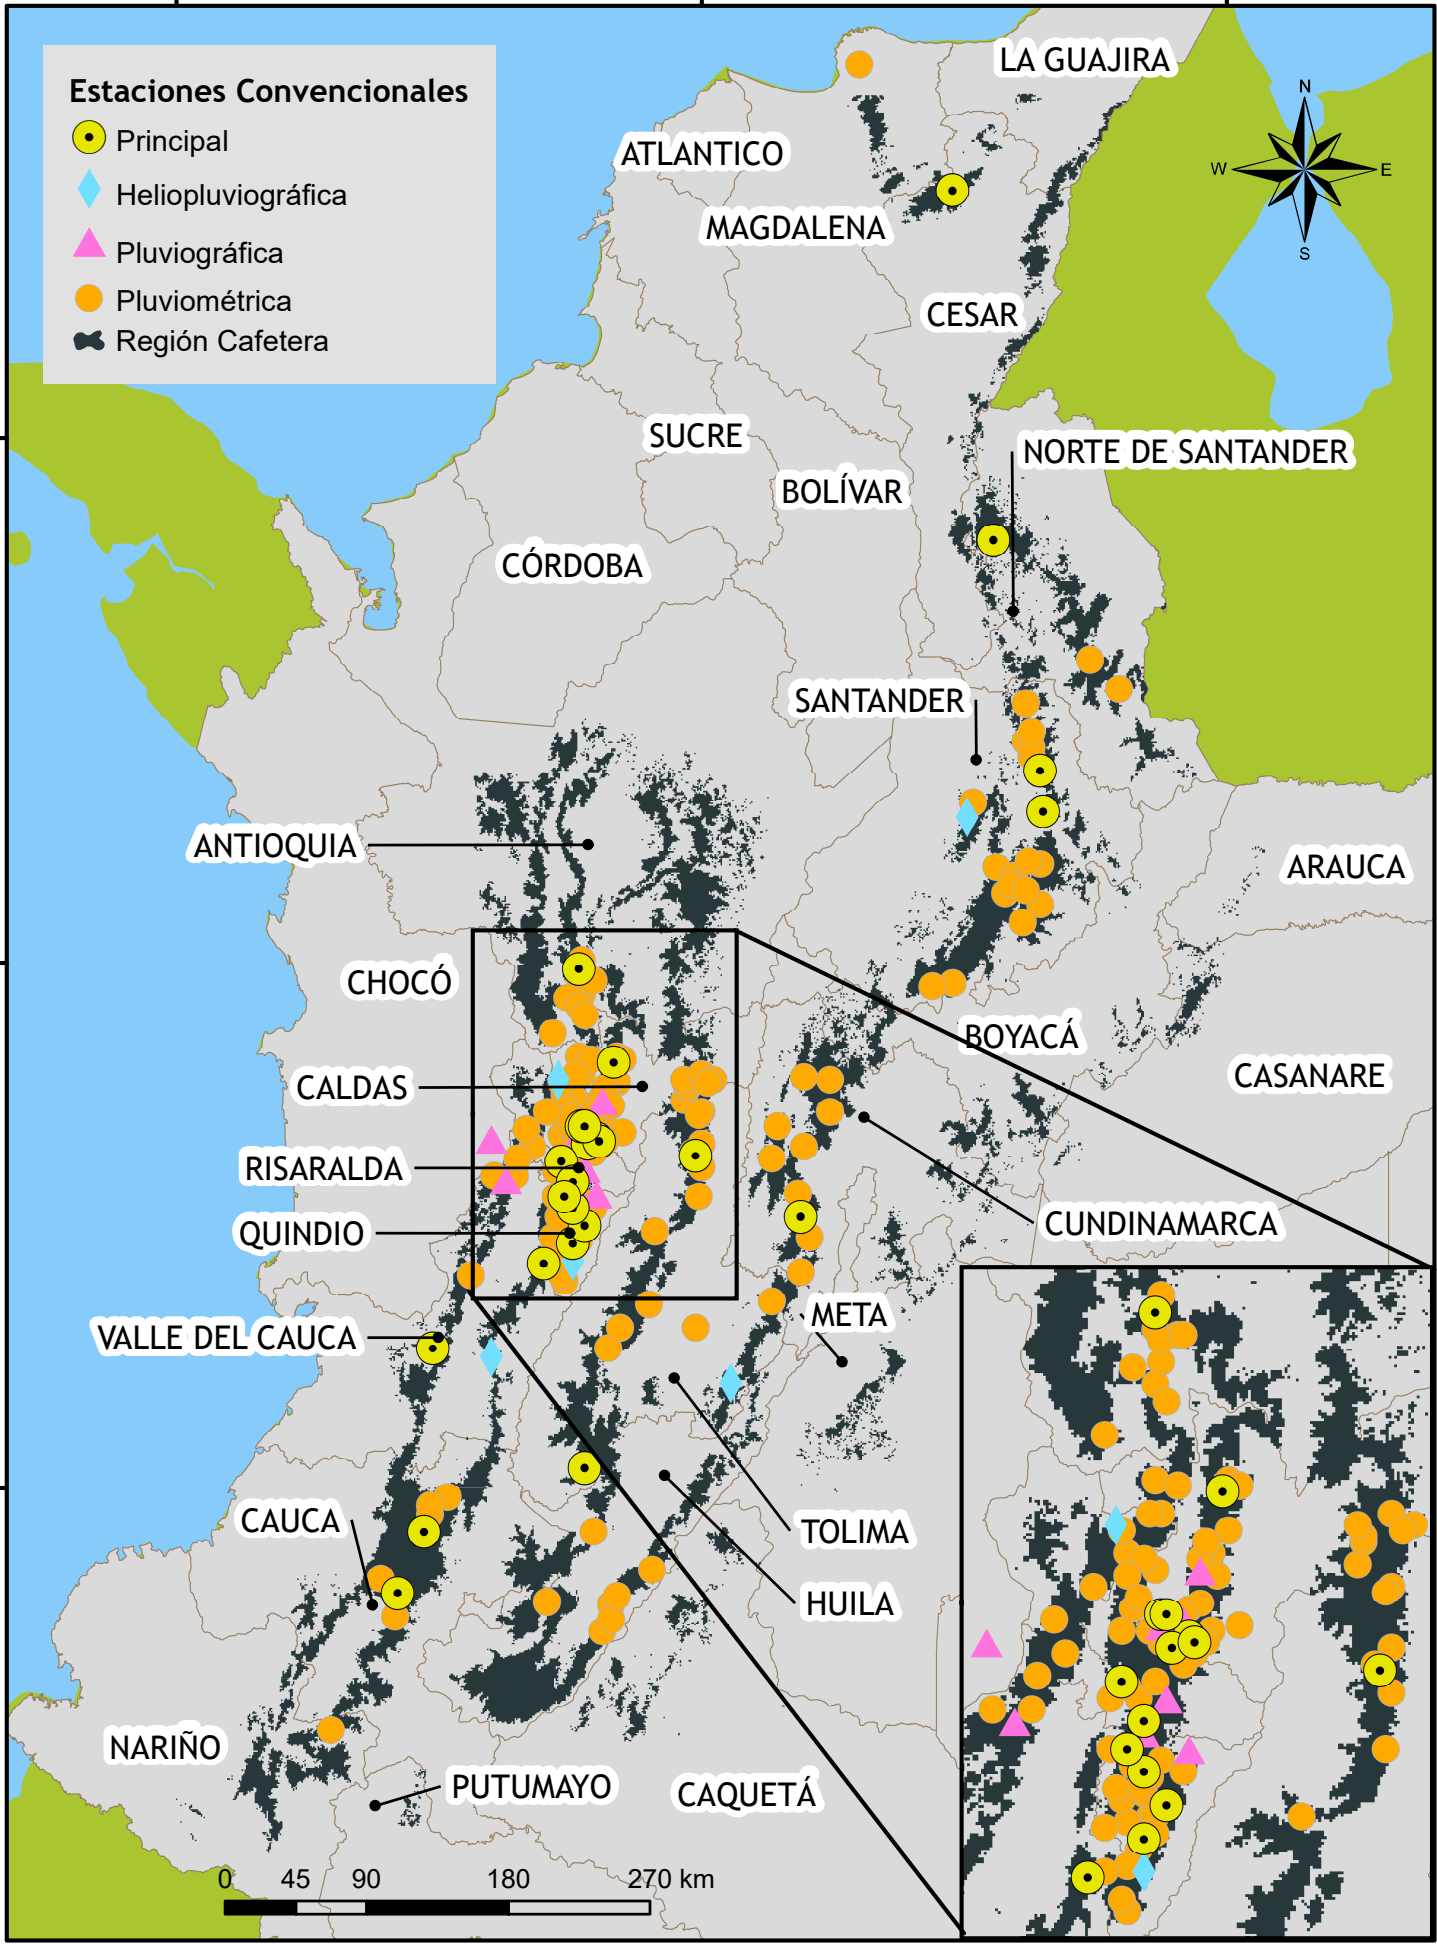 Estaciones Convencionales
Principal
Heliopluviográfica
Pluviográfica
Pluviométrica
Región Cafetera
LA GUAJIRA
N
W
E
S
ATLANTICO
MAGDALENA
CESAR
SUCRE
NORTE DE SANTANDER
BOLÍVAR
CÓRDOBA
SANTANDER
ANTIOQUIA
ARAUCA
CHOCÓ
BOYACÁ
CALDAS
CASANARE
RISARALDA
QUINDIO
CUNDINAMARCA
META
VALLE DEL CAUCA
CAUCA
TOLIMA
HUILA
NARIÑO
PUTUMAYO
CAQUETÁ
0 45 90 180 270 km